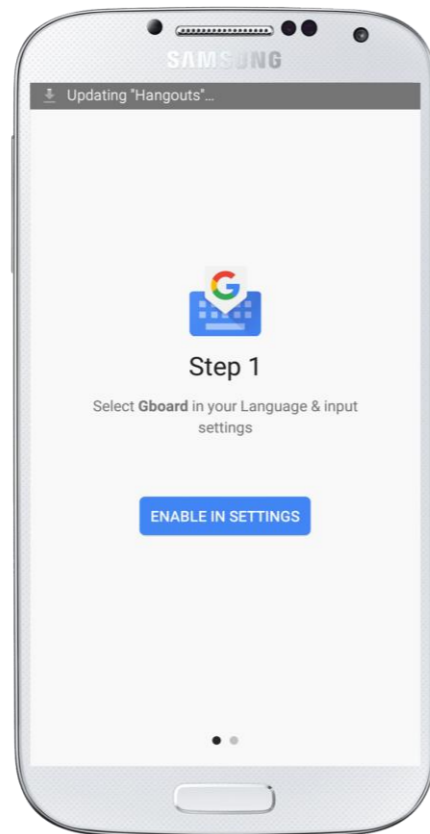 SAMSUNG
Updating "Hangouts"...
G
Step 1
Select Gboard in your Language & input
settings
ENABLE IN SETTINGS